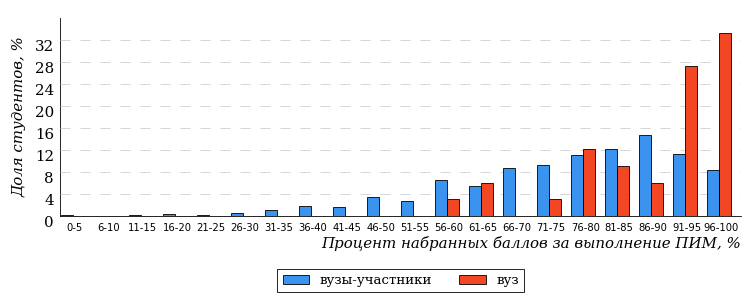 Доля студентов, %
32
28
24
20
16
12
8
4
0
0-5 6-10 11-15 16-20 21-25 26-30 31-35 36-40 41-45 46-50 51-55 56-60 61-65 66-70 71-75 76-80 81-85 86-90 91-95 96-100
Процент набранных баллов за выполнение ПИМ, %
вузы-участники вуз